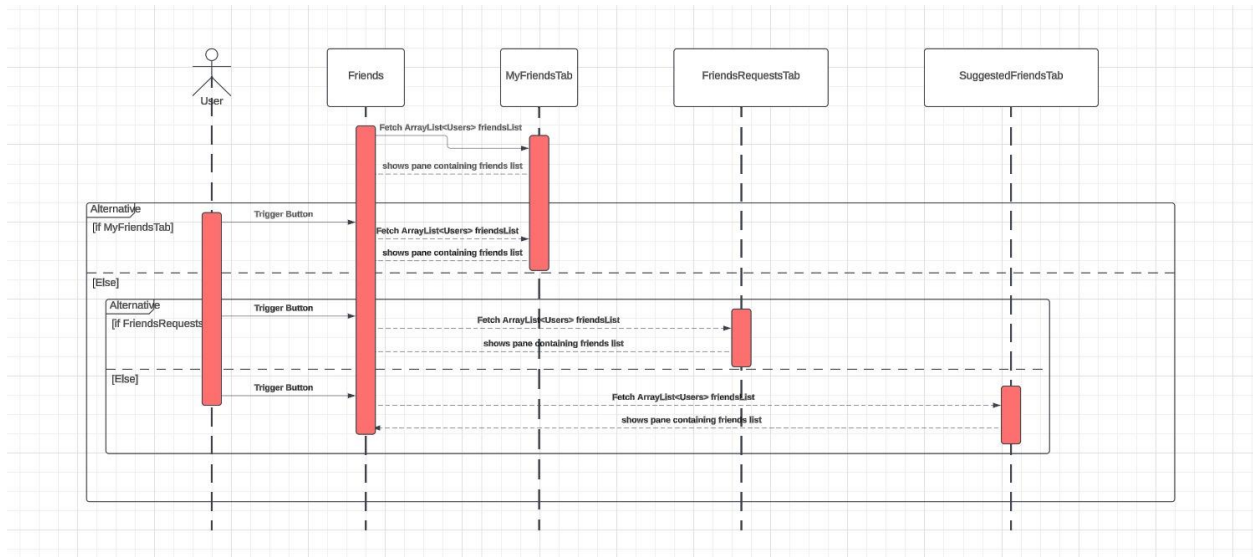 User
Friends
MyFriendsTab
FriendsRequestsTab
SuggestedFriendsTab
Fetch ArrayList<Users> friendsList
shows pane containing friends list
Alternative
[if MyFriendsTab]
Trigger Button
Fetch ArrayList<Users> friendsList
shows pane containing friends list
[Else]
Alternative
Trigger Button
[if FriendsRequests
Fetch ArrayList<Users> friendsList
shows pane containing friends list
[Else]
Trigger Button
Fetch ArrayList<Users> friendsList
shows pane containing friends list